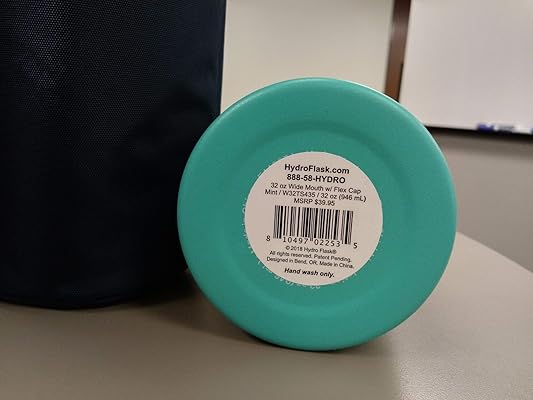 HydroFlask.com
888-58-HYDRO
32 oz Wide Mouth w/ Flex Cap
Mint / W32TS435 / 32 oz (946 mL)
MSRP $39.95
8 10497 02253 5
© 2018 Hydro Flask®
All rights reserved. Patent Pending.
Designed in Bend, OR, Made in China.
Hand wash only.